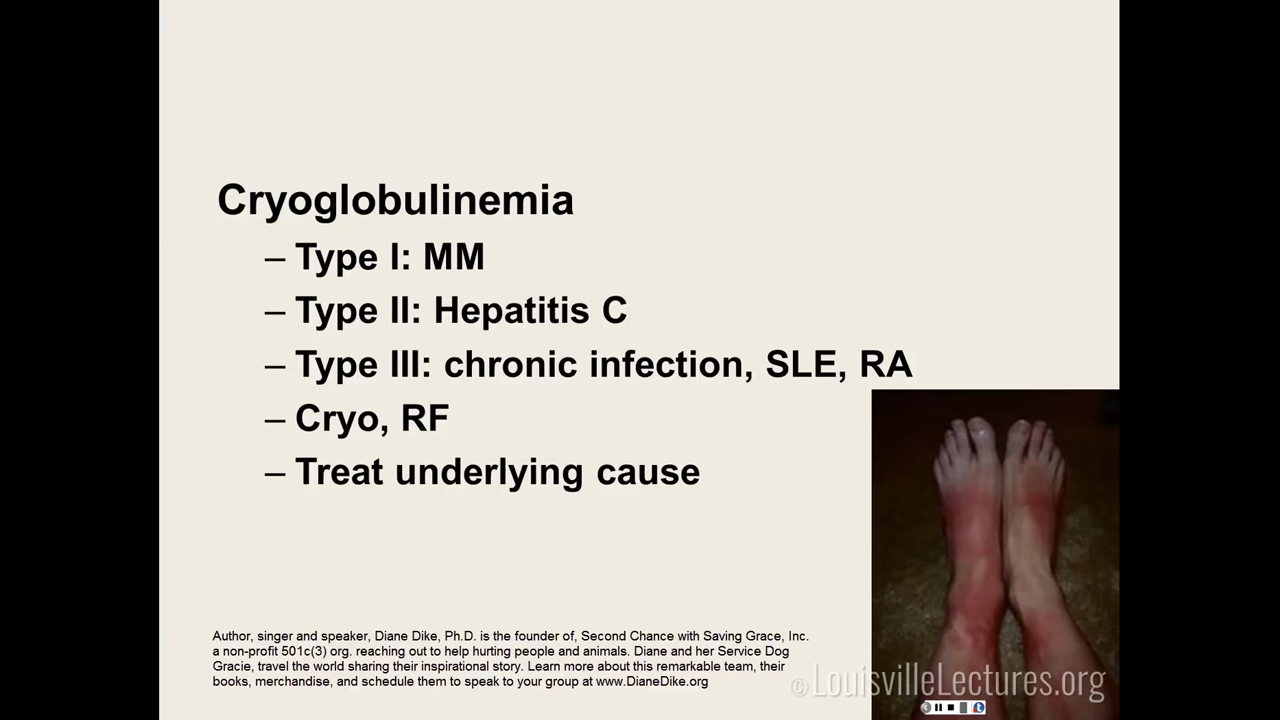 Cryoglobulinemia
– Type I: MM
– Type II: Hepatitis C
– Type III: chronic infection, SLE, RA
– Cryo, RF
– Treat underlying cause
Author, singer and speaker, Diane Dike, Ph.D. is the founder of, Second Chance with Saving Grace, Inc.
a non-profit 501c(3) org. reaching out to help hurting people and animals. Diane and her Service Dog
Gracie, travel the world sharing their inspirational story. Learn more about this remarkable team, their
books, merchandise, and schedule them to speak to your group at www.DianeDike.org
© LouisvilleLectures.org